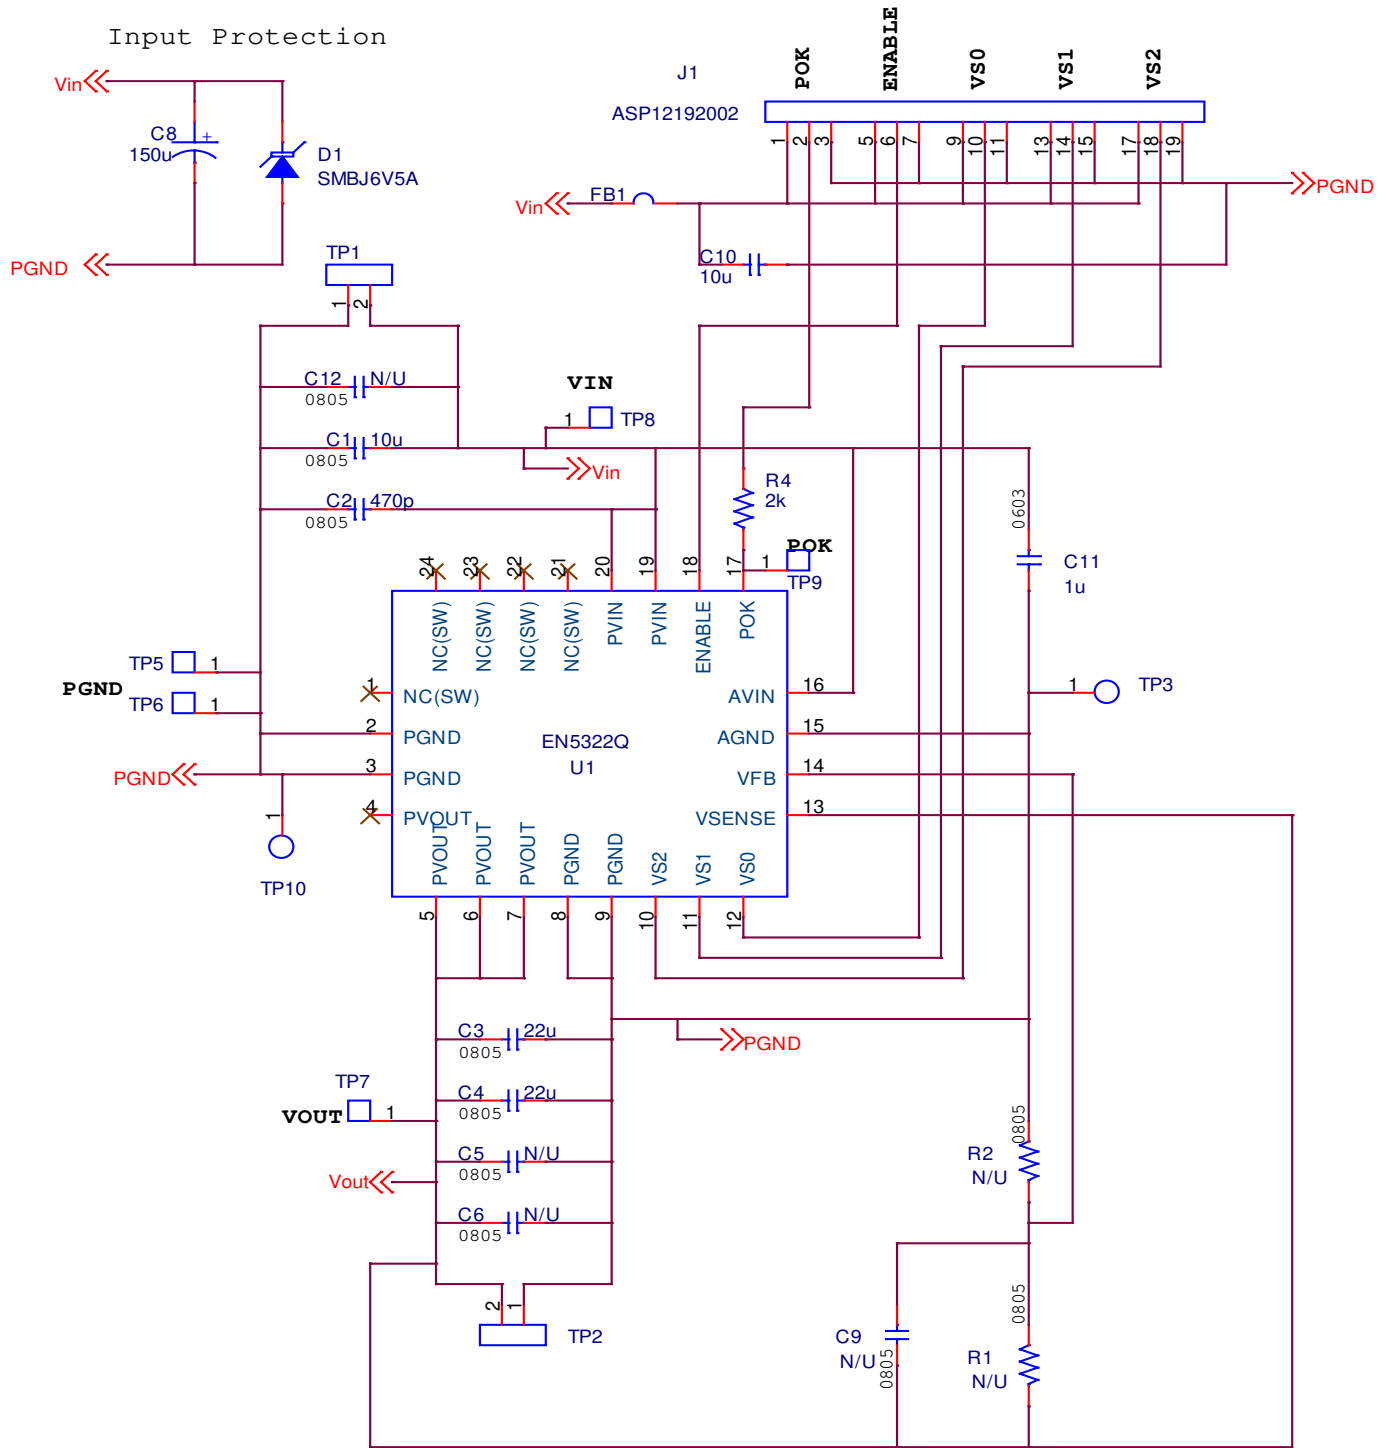 Input Protection
Vin
C8
150u
+
D1
SMBJ6V5A
PGND
J1
ASP12192002
POK
ENABLE
VS0
VS1
VS2
1
2
3
5
6
7
9
10
11
13
14
15
17
18
19
Vin
FB1
PGND
C10
10u
TP1
1
2
C12
N/U
0805
C1
10u
0805
C2
470p
0805
VIN
1
TP8
Vin
R4
2k
POK
1
TP9
0603
C11
1u
24
23
22
21
20
19
18
17
NC(SW)
NC(SW)
NC(SW)
NC(SW)
PVIN
PVIN
ENABLE
POK
TP5
1
PGND
TP6
1
PGND
1
TP10
1
NC(SW)
2
PGND
3
PGND
4
PVOUT
EN5322Q
U1
AVIN
16
AGND
15
VFB
14
VSENSE
13
1
TP3
PVOUT
PVOUT
PVOUT
PGND
PGND
VS2
VS1
VS0
5
6
7
8
9
10
11
12
C3
22u
0805
PGND
C4
22u
0805
TP7
VOUT
1
C5
N/U
0805
Vout
C6
N/U
0805
2
1
TP2
0805
R2
N/U
0805
C9
N/U
0805
R1
N/U